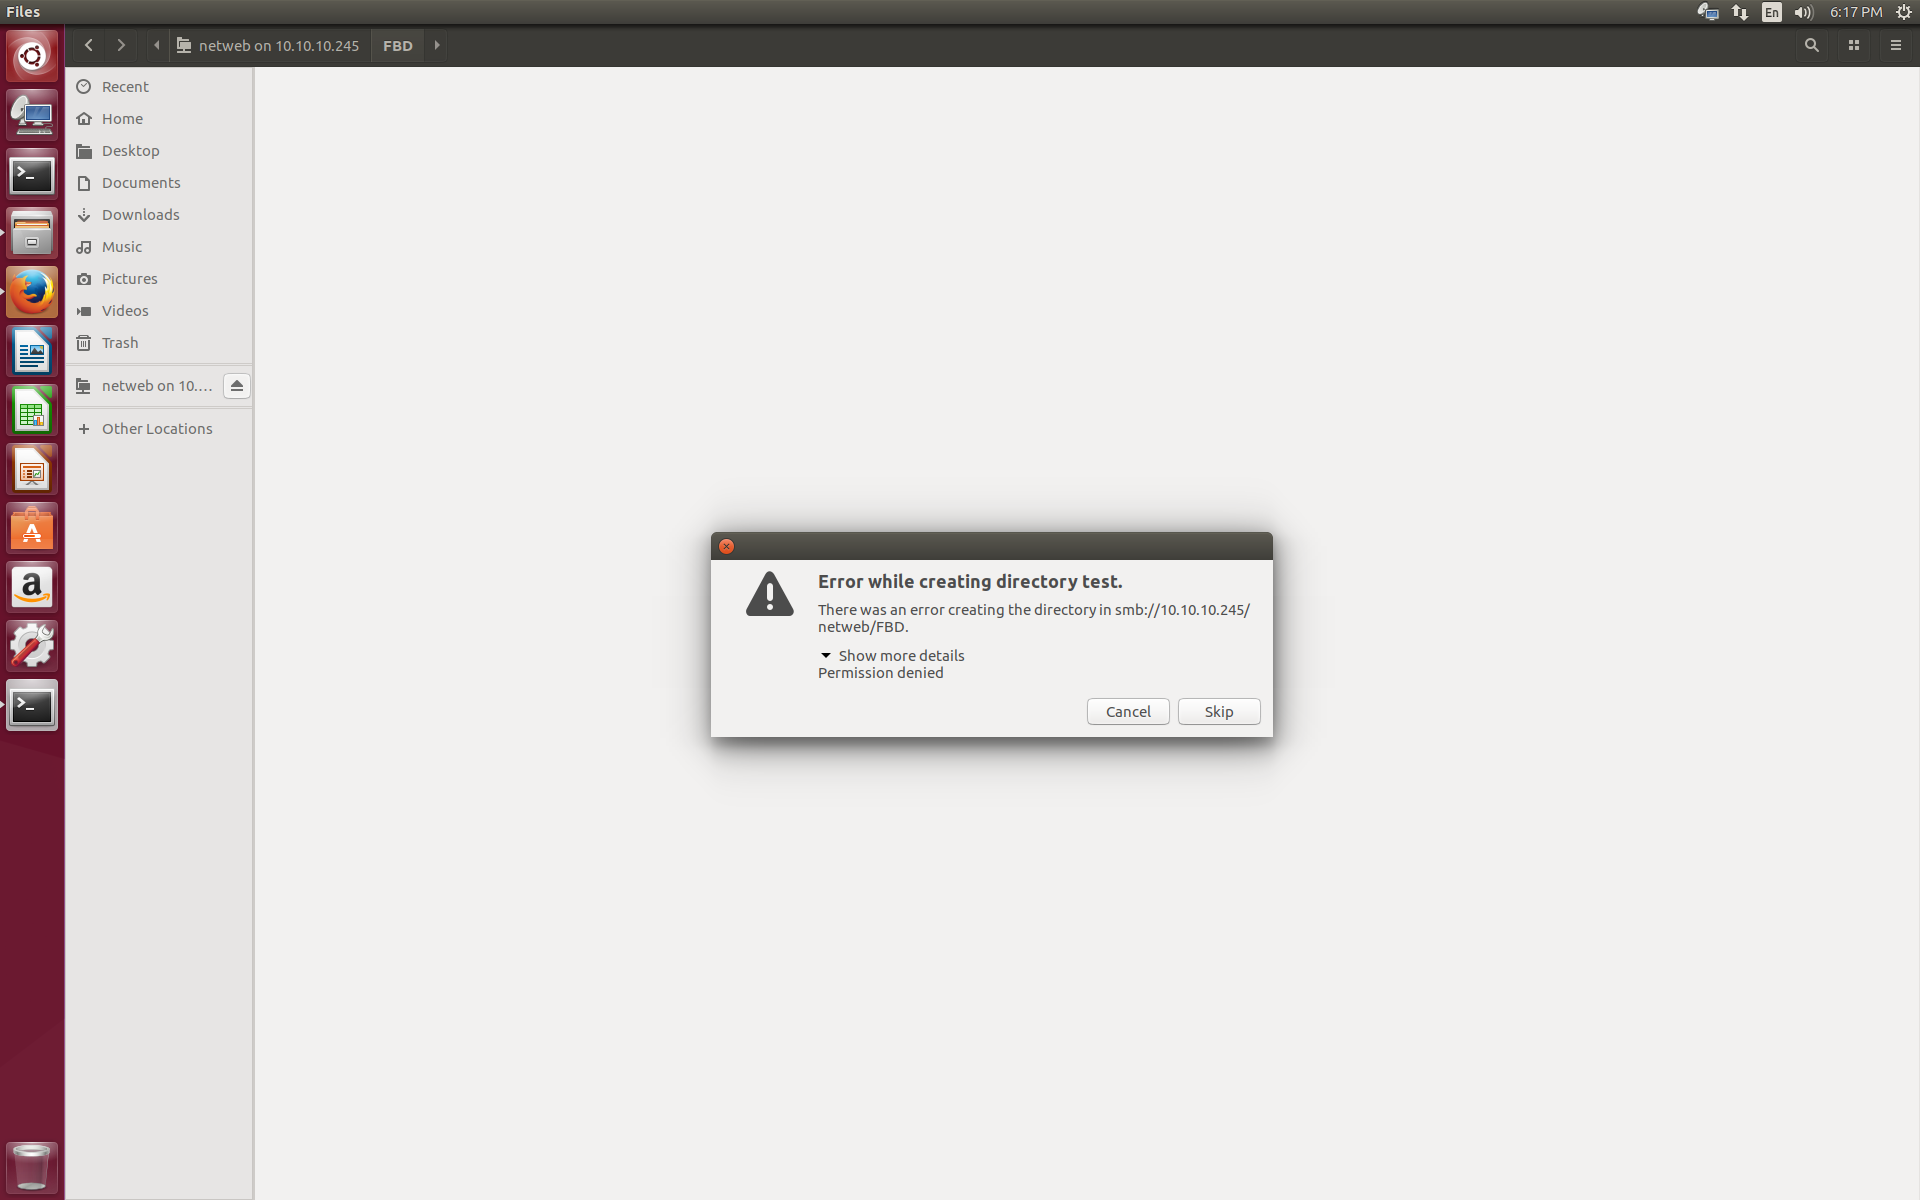 Files
En
6:17 PM
netweb on 10.10.10.245
FBD
Recent
Home
Desktop
Documents
Downloads
Music
Pictures
Videos
Trash
netweb on 10....
Other Locations
Error while creating directory test.
There was an error creating the directory in smb://10.10.10.245/
netweb/FBD.
Show more details
Permission denied
Cancel
Skip